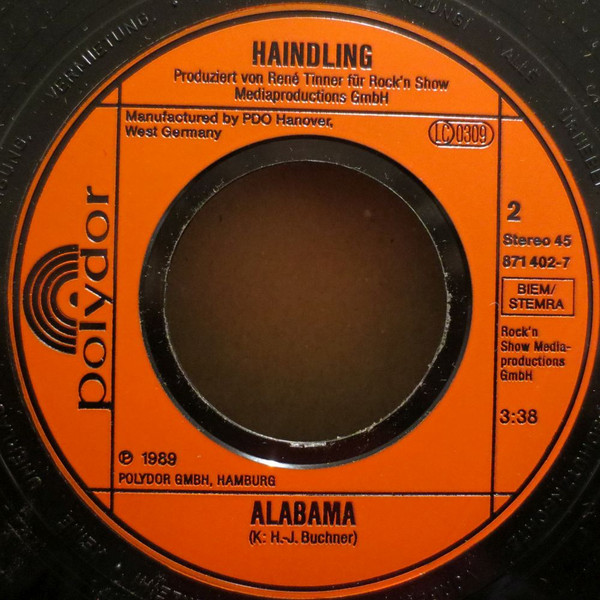 HAINDLING
Produziert von René Tinner für Rock'n Show
Mediaproductions GmbH
Manufactured by PDO Hanover,
West Germany
LC 0309
2
Stereo 45
871 402-7
BIEM/
STEMRA
Rock'n
Show Media-
productions
GmbH
3:38
polydor
℗ 1989
POLYDOR GMBH, HAMBURG
ALABAMA
(K: H.-J. Buchner)
VERMIETUNG,
ALLE